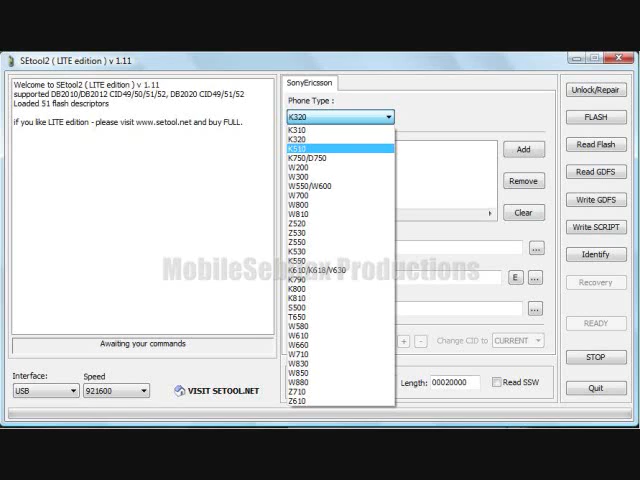 SEtool2 ( LITE edition ) v 1.11
Welcome to SEtool2 ( LITE edition ) v 1.11
supported DB2010/DB2012 CID49/50/51/52, DB2020 CID49/51/52
Loaded 51 flash descriptors
if you like LITE edition - please visit www.setool.net and buy FULL.
Awaiting your commands
Interface:
Speed
USB
921600
VISIT SETOOL.NET
SonyEricsson
Phone Type :
K320
K310
K320
K510
K750/D750
W200
W300
W550/W600
W700
W800
W810
Z520
Z530
Z550
K530
K550
K610/K618/V630
K790
K800
K810
S500
T650
W580
W610
W660
W710
W830
W850
W880
Z710
Z610
Add
Remove
Clear
...
E
...
...
+
-
Change CID to
CURRENT
Length:
00020000
Read SSW
Unlock/Repair
FLASH
Read Flash
Read GDFS
Write GDFS
Write SCRIPT
Identify
Recovery
READY
STOP
Quit